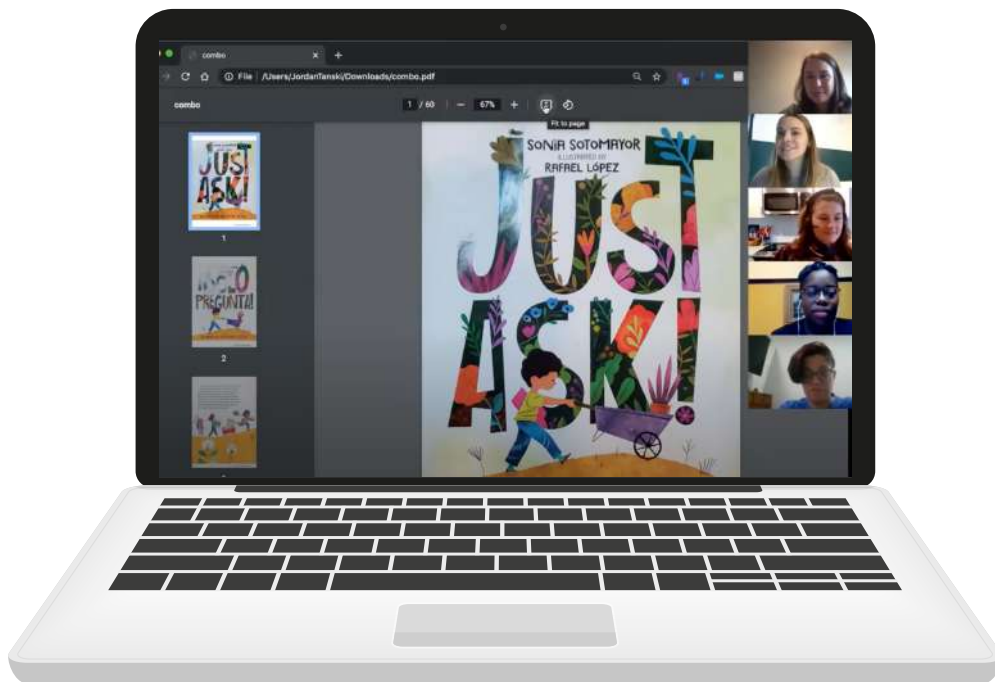 combo
File /Users/JordanTanski/Downloads/combo.pdf
combo
1 / 60
67%
Fit to page
SONIA SOTOMAYOR
ILLUSTRATED BY
RAFAEL LÓPEZ
JUST
ASK!
JUST
ASK!
1
PREGUNTA!
2